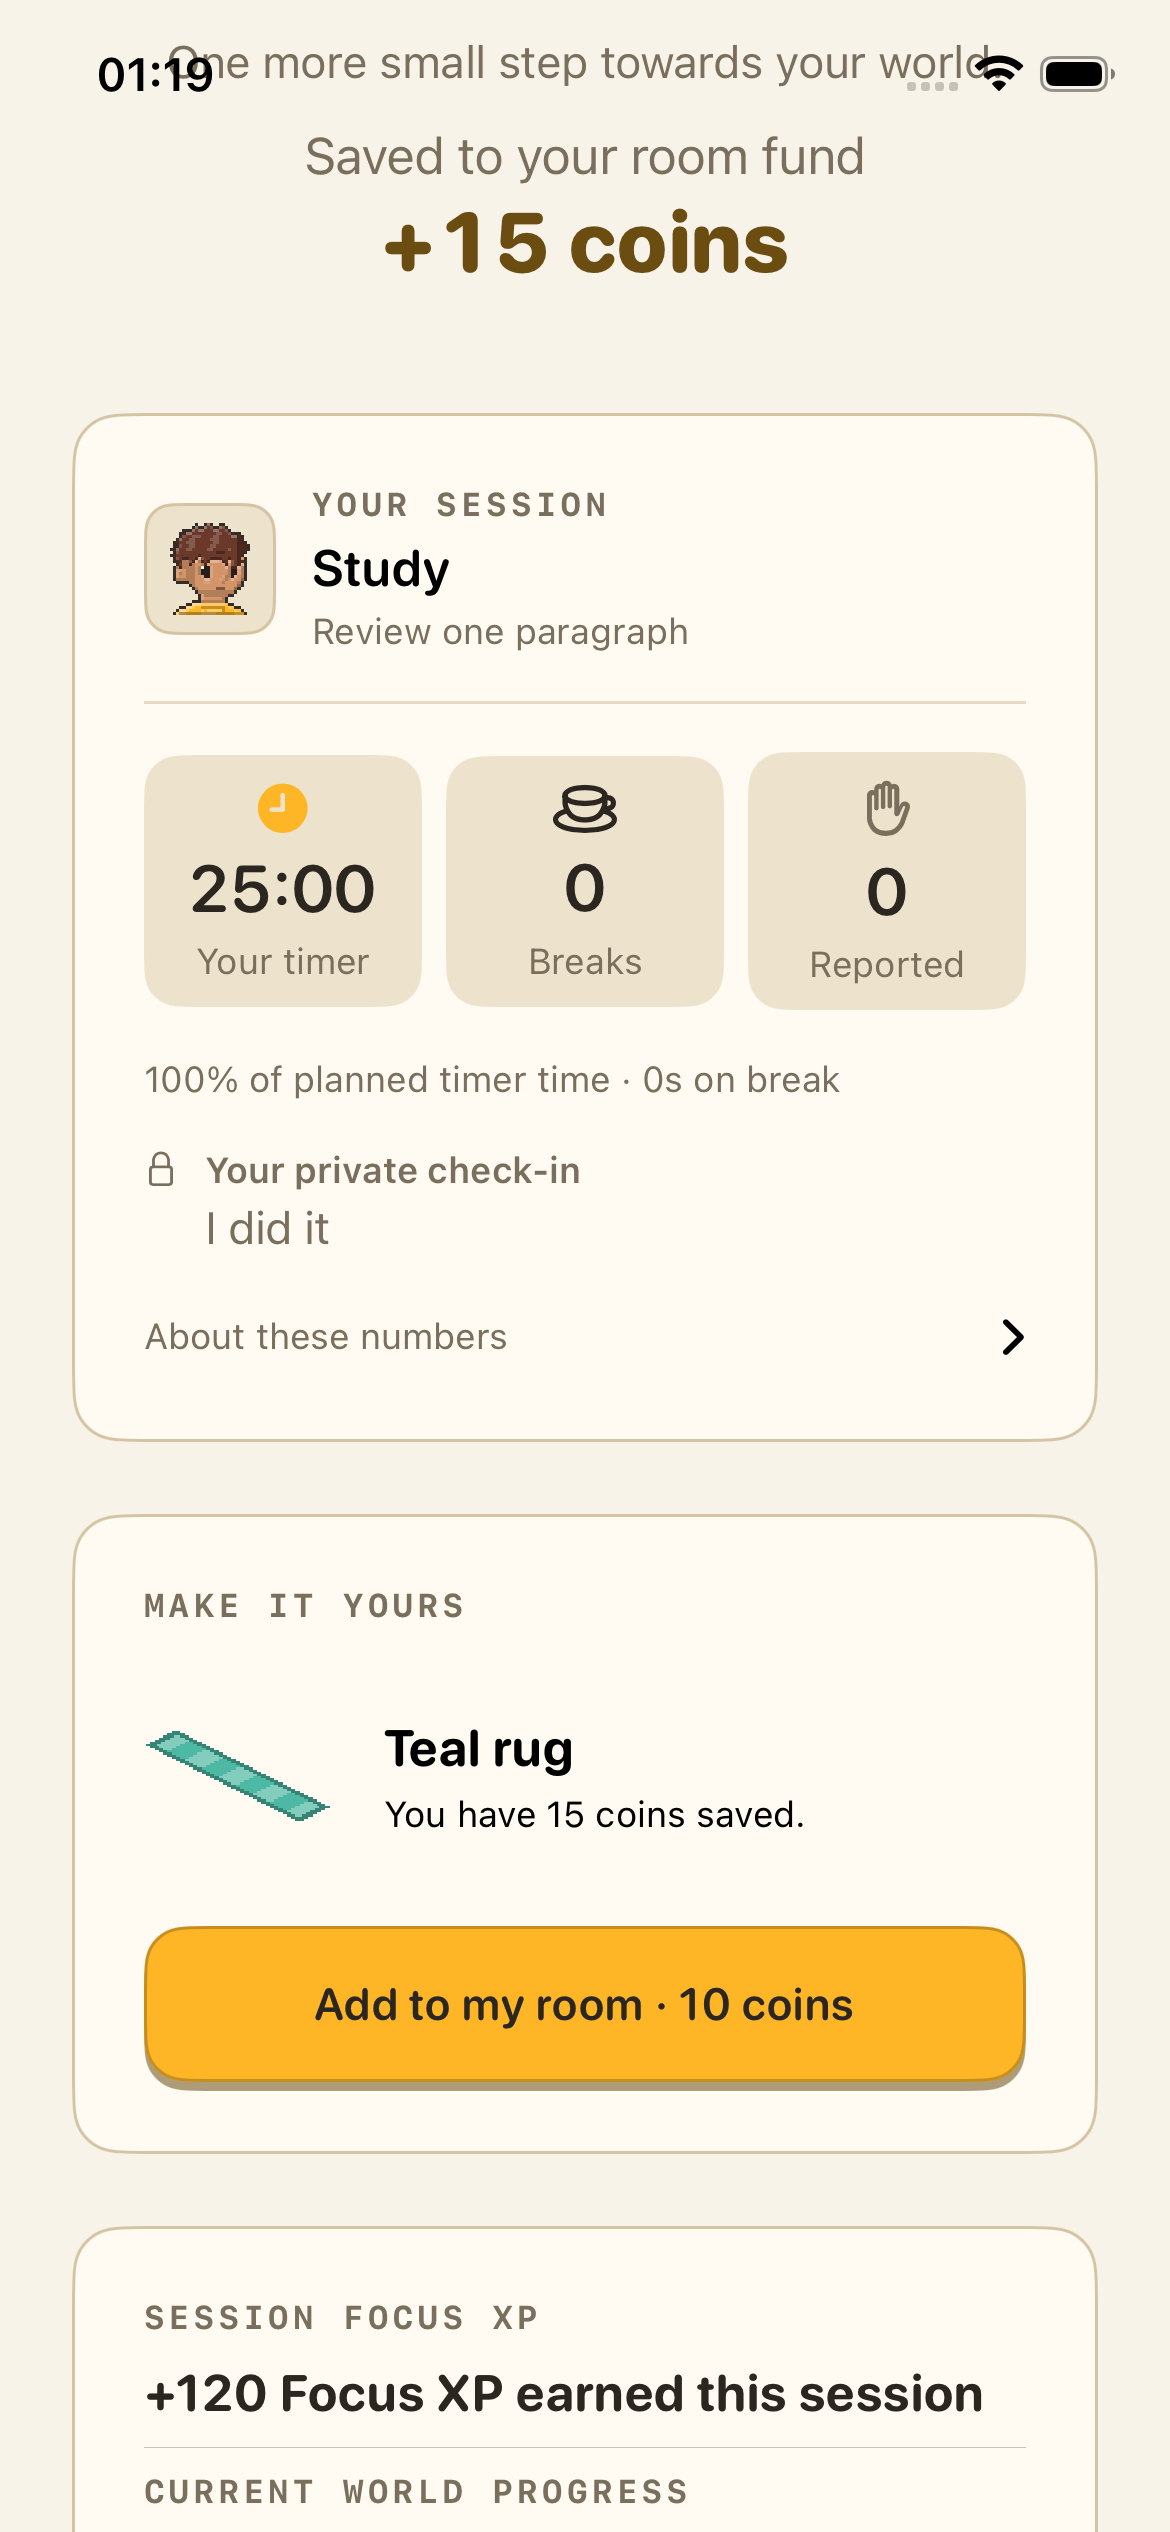 One more small step towards your world.
01:19
Saved to your room fund
+15 coins
YOUR SESSION
Study
Review one paragraph
25:00
Your timer
0
Breaks
0
Reported
100% of planned timer time · 0s on break
Your private check-in
I did it
About these numbers
MAKE IT YOURS
Teal rug
You have 15 coins saved.
Add to my room · 10 coins
SESSION FOCUS XP
+120 Focus XP earned this session
CURRENT WORLD PROGRESS